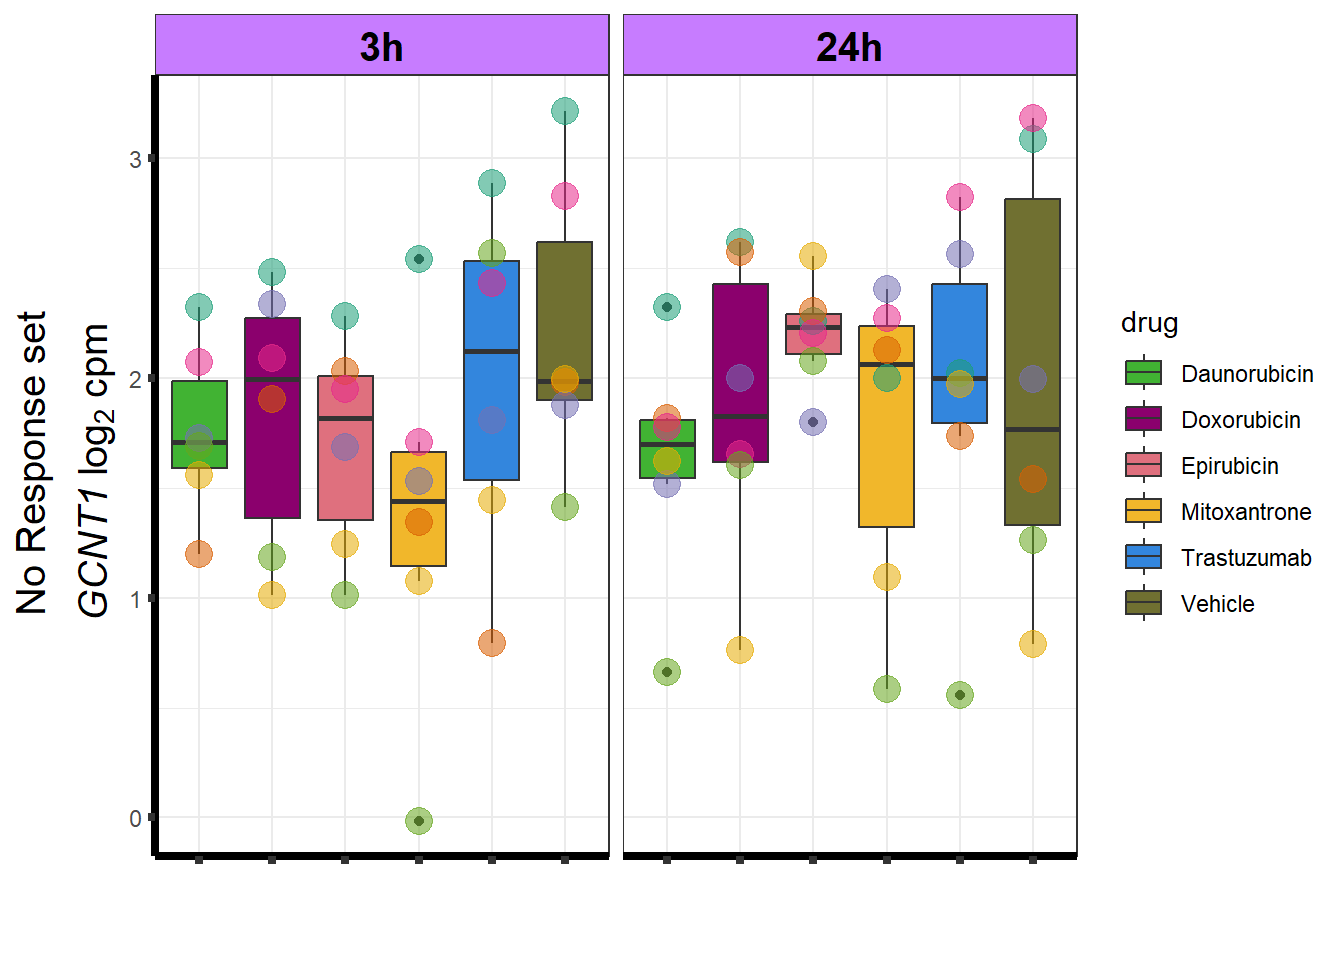 3h
24h
No Response set
GCNT1 log₂ cpm
3
2
1
0
drug
Daunorubicin
Doxorubicin
Epirubicin
Mitoxantrone
Trastuzumab
Vehicle